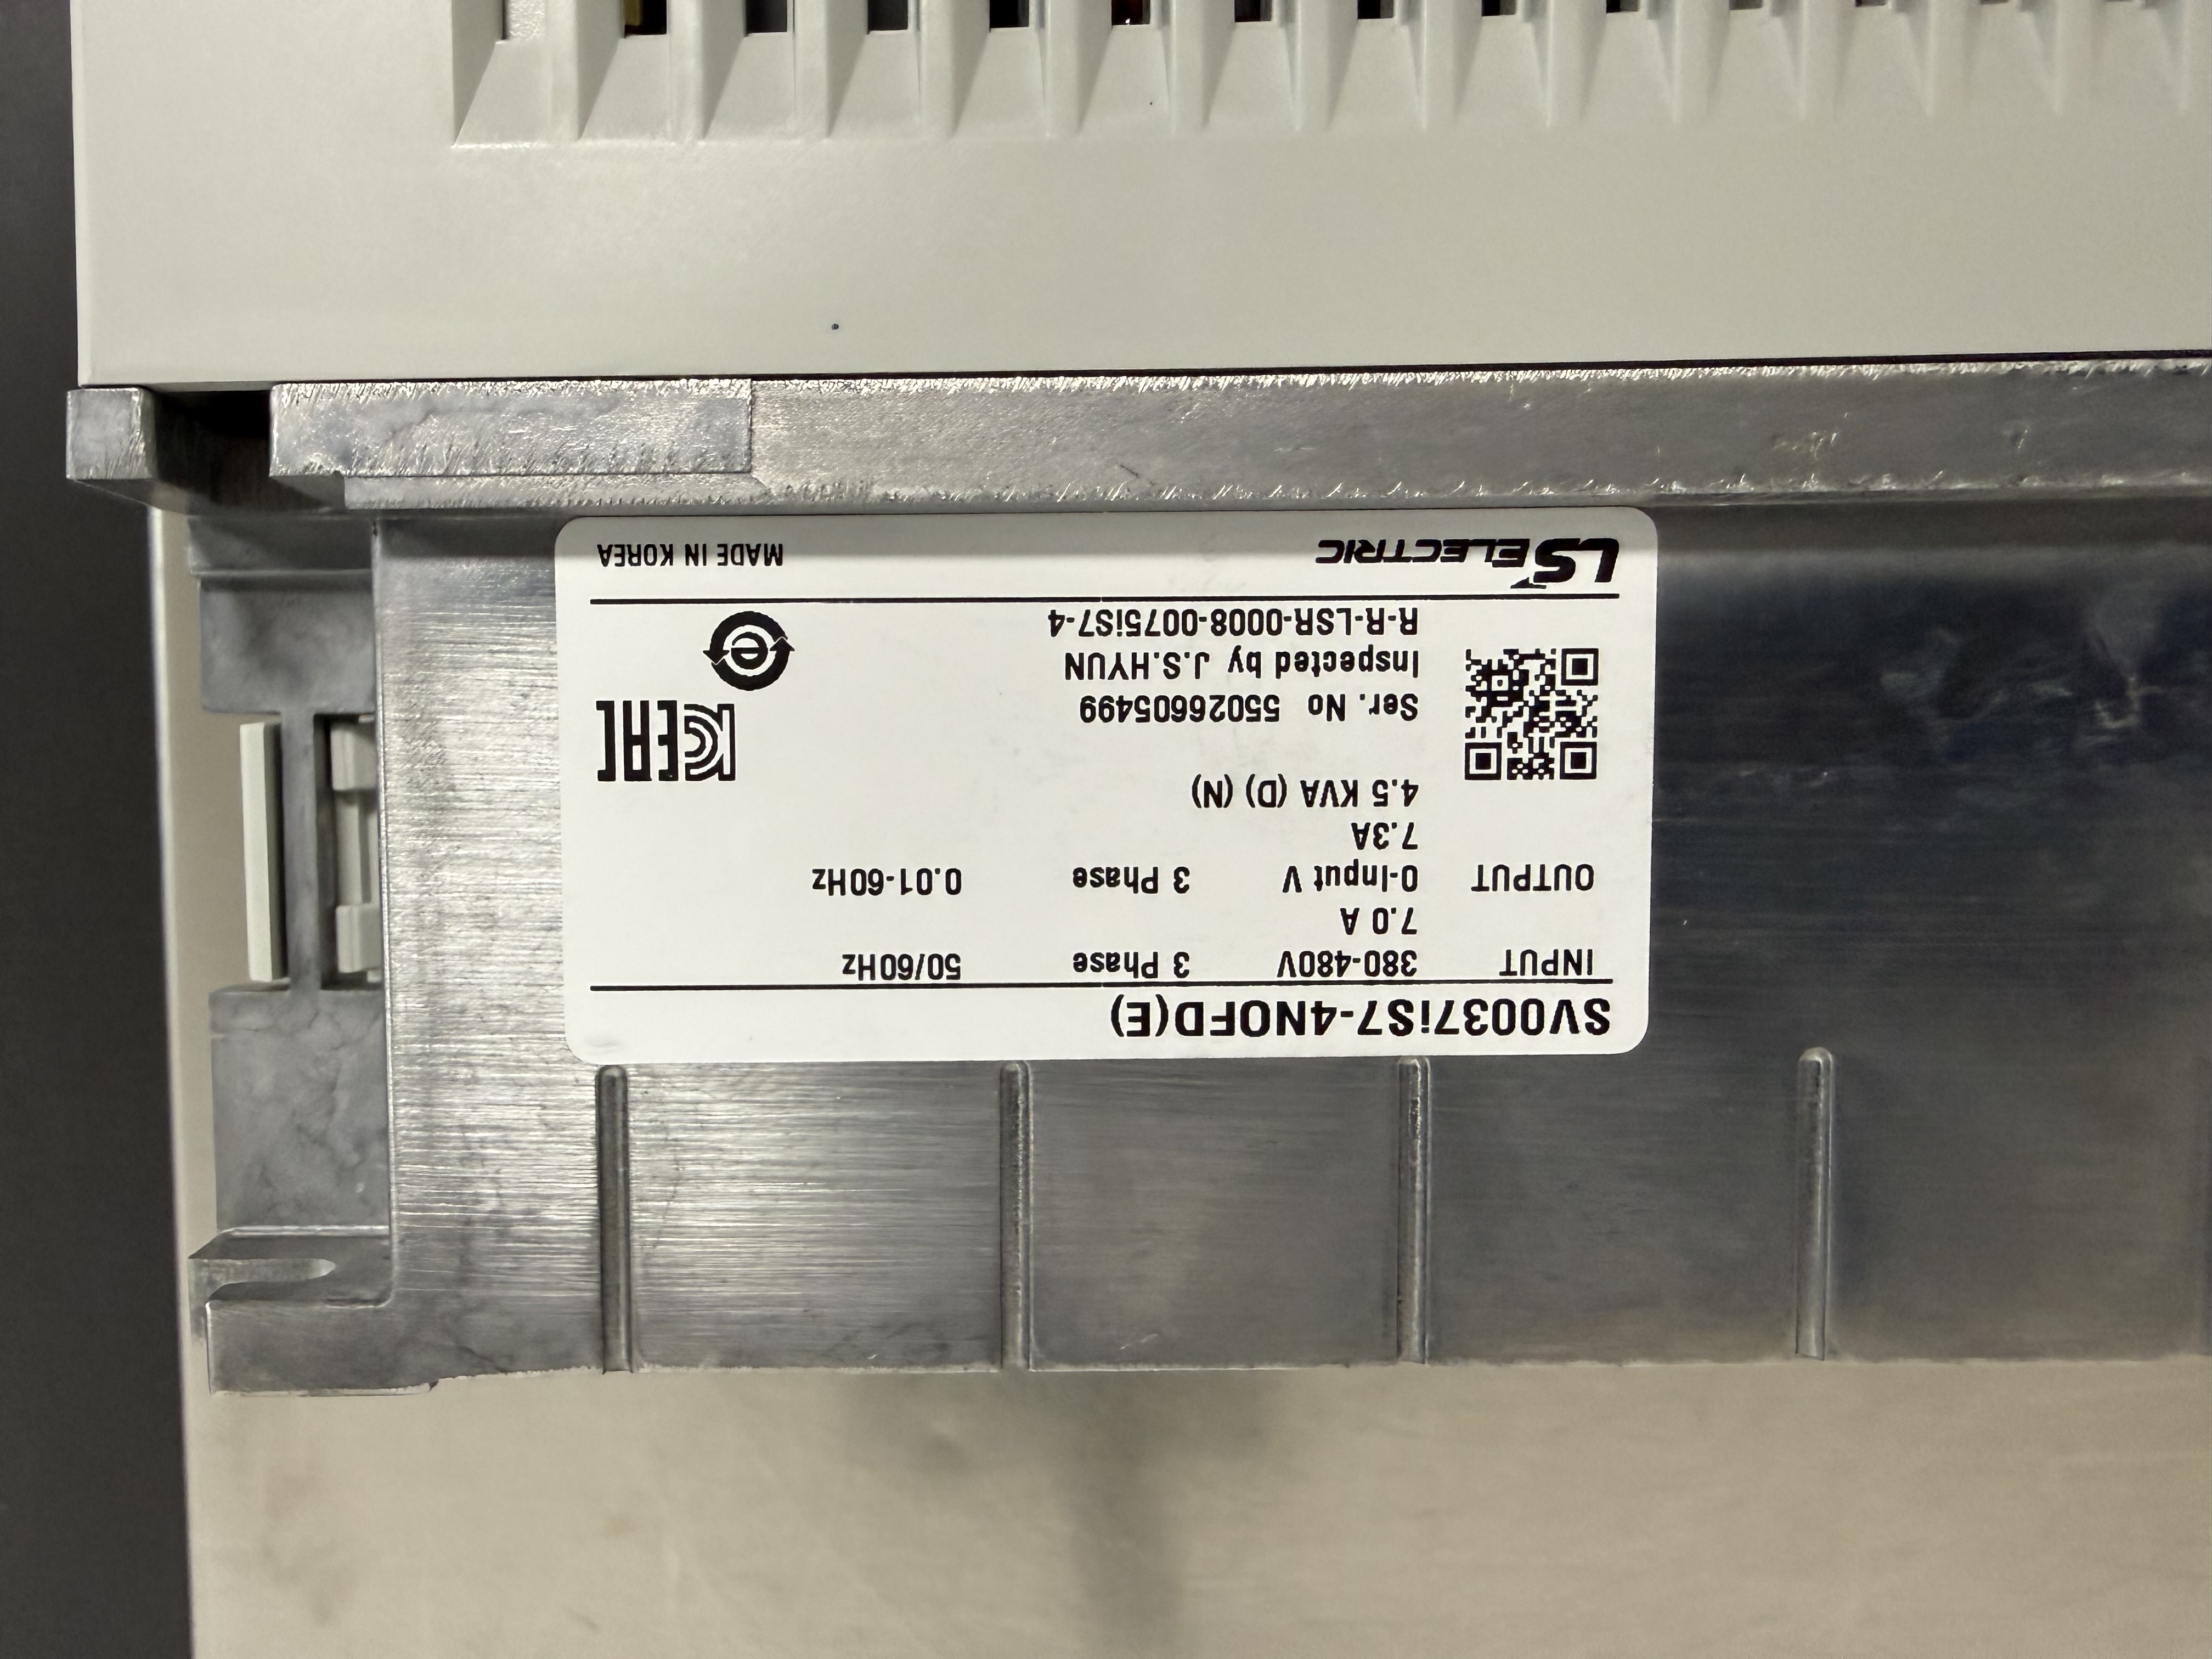 SV0037iS7-4NOFD(E)
INPUT 380-480V 3 Phase 50/60Hz
7.0 A
OUTPUT 0-Input V 3 Phase 0.01-60Hz
7.3A
4.5 KVA (D) (N)
Ser. No 55026605499
Inspected by J.S.HYUN
R-R-LSR-0008-0075iS7-4
LS ELECTRIC MADE IN KOREA